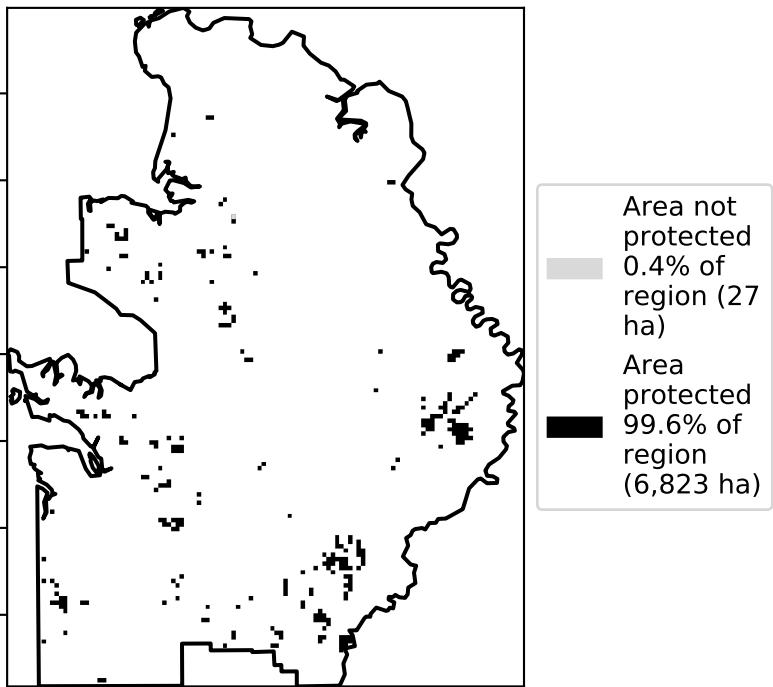 Area not
protected
0.4% of
region (27
ha)
Area
protected
99.6% of
region
(6,823 ha)